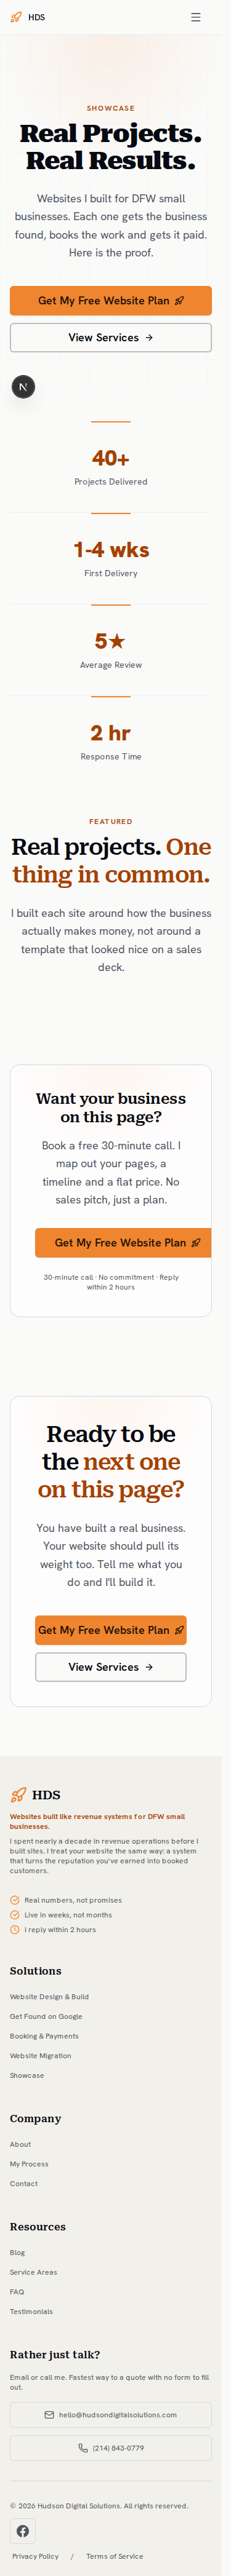 HDS
SHOWCASE
Real Projects.
Real Results.
Websites I built for DFW small
businesses. Each one gets the business
found, books the work and gets it paid.
Here is the proof.
Get My Free Website Plan
View Services
N
40+
Projects Delivered
1-4 wks
First Delivery
5★
Average Review
2 hr
Response Time
FEATURED
Real projects. One
thing in common.
I built each site around how the business
actually makes money, not around a
template that looked nice on a sales
deck.
Want your business
on this page?
Book a free 30-minute call. I
map out your pages, a
timeline and a flat price. No
sales pitch, just a plan.
Get My Free Website Plan
30-minute call · No commitment · Reply
within 2 hours
Ready to be
the next one
on this page?
You have built a real business.
Your website should pull its
weight too. Tell me what you
do and I'll build it.
Get My Free Website Plan
View Services
HDS
Websites built like revenue systems for DFW small
businesses.
I spent nearly a decade in revenue operations before I
built sites. I treat your website the same way: a system
that turns the reputation you've earned into booked
customers.
Real numbers, not promises
Live in weeks, not months
I reply within 2 hours
Solutions
Website Design & Build
Get Found on Google
Booking & Payments
Website Migration
Showcase
Company
About
My Process
Contact
Resources
Blog
Service Areas
FAQ
Testimonials
Rather just talk?
Email or call me. Fastest way to a quote with no form to fill
out.
hello@hudsondigitalsolutions.com
(214) 843-0779
© 2026 Hudson Digital Solutions. All rights reserved.
Privacy Policy / Terms of Service